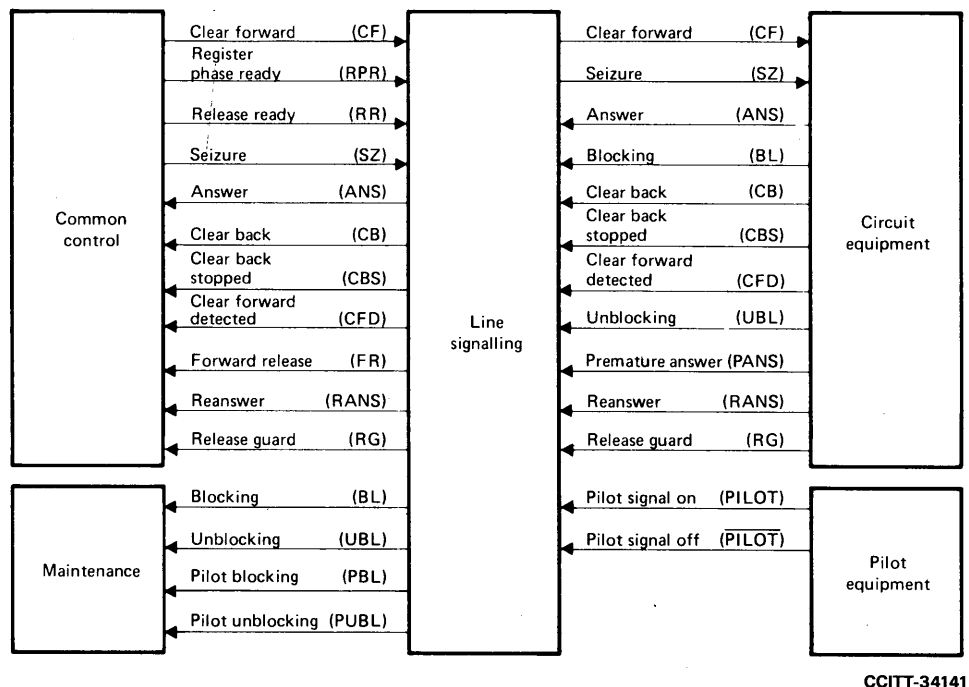 Clear forward (CF)
Register
phase ready (RPR)
Release ready (RR)
Seizure (SZ)
Answer (ANS)
Clear back (CB)
Clear back
stopped (CBS)
Clear forward
detected (CFD)
Forward release (FR)
Reanswer (RANS)
Release guard (RG)
Common
control
Blocking (BL)
Unblocking (UBL)
Pilot blocking (PBL)
Pilot unblocking (PUBL)
Maintenance
Line
signalling
Clear forward (CF)
Seizure (SZ)
Answer (ANS)
Blocking (BL)
Clear back (CB)
Clear back
stopped (CBS)
Clear forward
detected (CFD)
Unblocking (UBL)
Premature answer (PANS)
Reanswer (RANS)
Release guard (RG)
Circuit
equipment
Pilot signal on (PILOT)
Pilot signal off (P̅I̅L̅O̅T̅)
Pilot
equipment
CCITT-34141